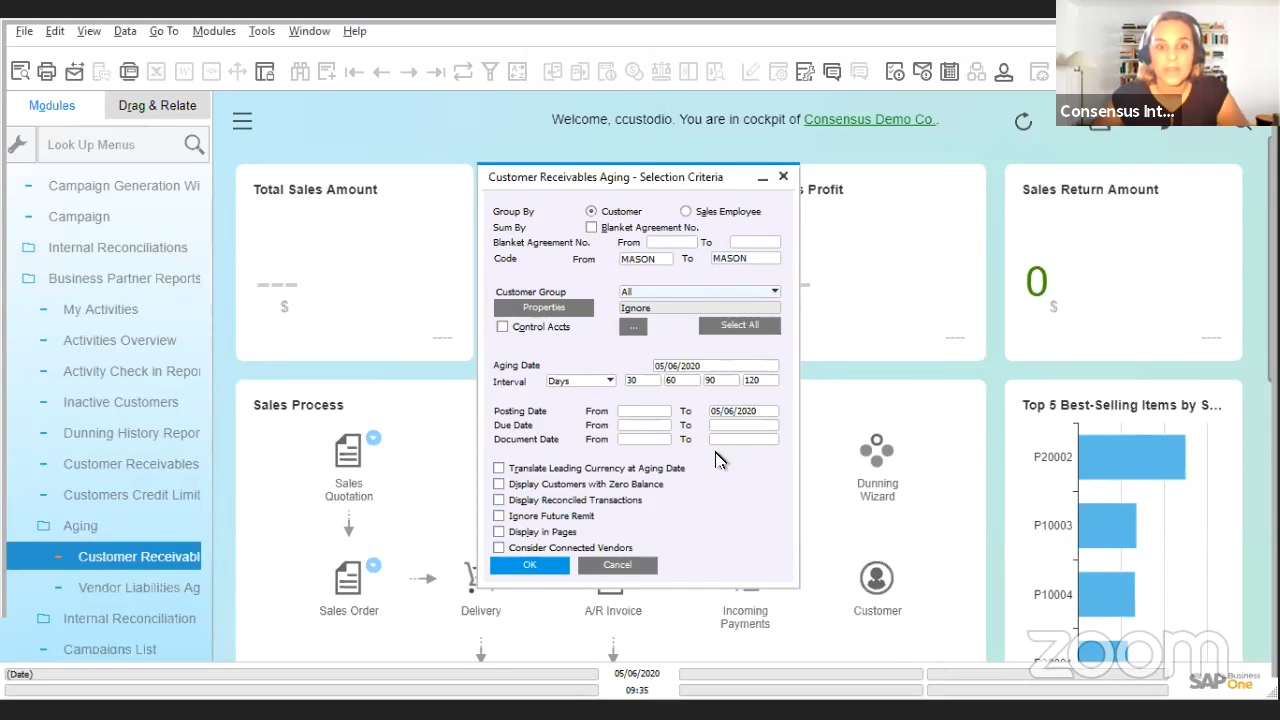 File Edit View Data Go To Modules Tools Window Help
Consensus Int...
Modules Drag & Relate
Look Up Menus
Campaign Generation Wi
Campaign
Internal Reconciliations
Business Partner Reports
My Activities
Activities Overview
Activity Check in Repor
Inactive Customers
Dunning History Repor
Customer Receivables
Customers Credit Limit
Aging
Customer Receivabl
Vendor Liabilities Ag
Internal Reconciliation
Campaigns List
Welcome, ccustodio. You are in cockpit of Consensus Demo Co.
Total Sales Amount
$
s Profit
Sales Return Amount
0
$
Customer Receivables Aging - Selection Criteria
Group By Customer Sales Employee
Sum By Blanket Agreement No.
Blanket Agreement No. From To
Code From MASON To MASON
Customer Group All
Properties Ignore
Control Accts ... Select All
Aging Date 05/06/2020
Interval Days 30 60 90 120
Posting Date From To 05/06/2020
Due Date From To
Document Date From To
Translate Leading Currency at Aging Date
Display Customers with Zero Balance
Display Reconciled Transactions
Ignore Future Remit
Display in Pages
Consider Connected Vendors
OK Cancel
Sales Process
Sales Quotation
Sales Order
Delivery
A/R Invoice
Incoming Payments
Dunning Wizard
Customer
Top 5 Best-Selling Items by S...
P20002
P10003
P10004
zoom
(Date)
05/06/2020
09:35
SAP Business One